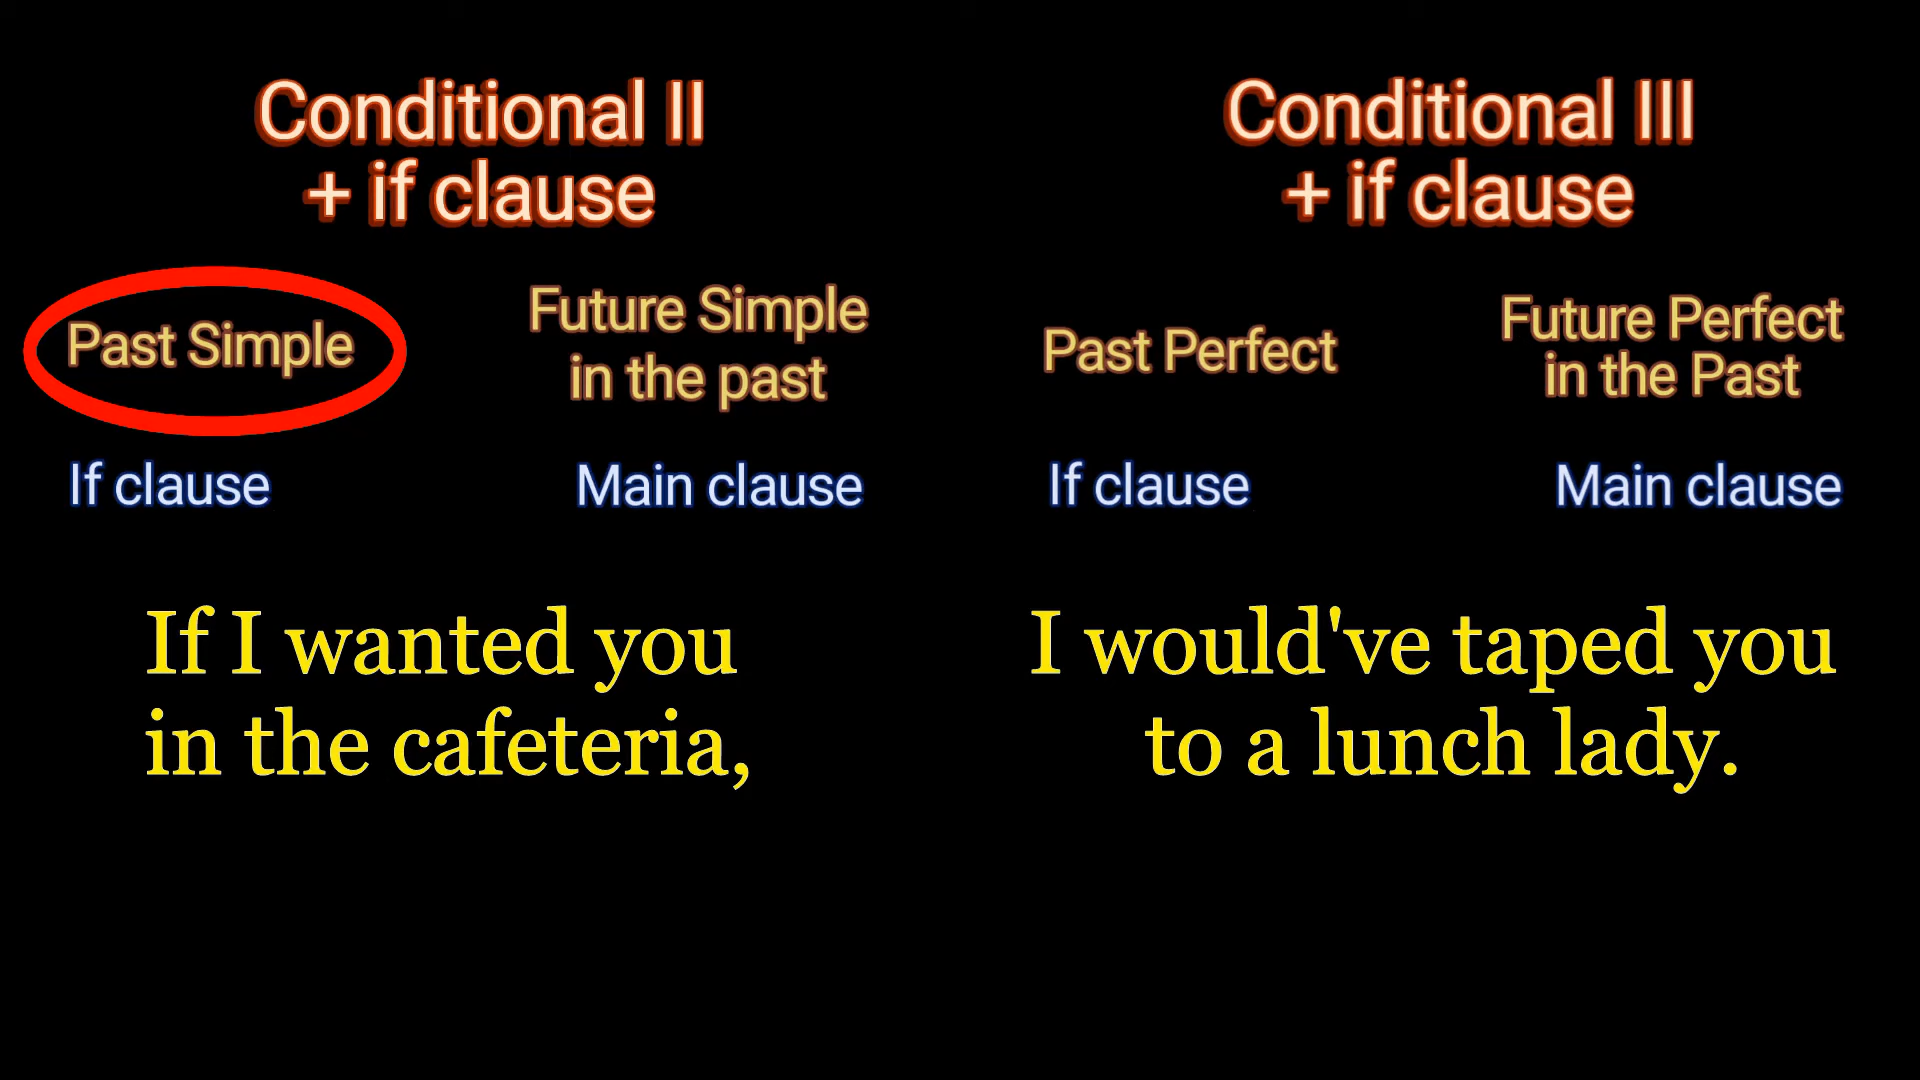 Conditional II
+ if clause
Conditional III
+ if clause
Past Simple
Future Simple
in the past
Past Perfect
Future Perfect
in the Past
If clause
Main clause
If clause
Main clause
If I wanted you
in the cafeteria,
I would've taped you
to a lunch lady.